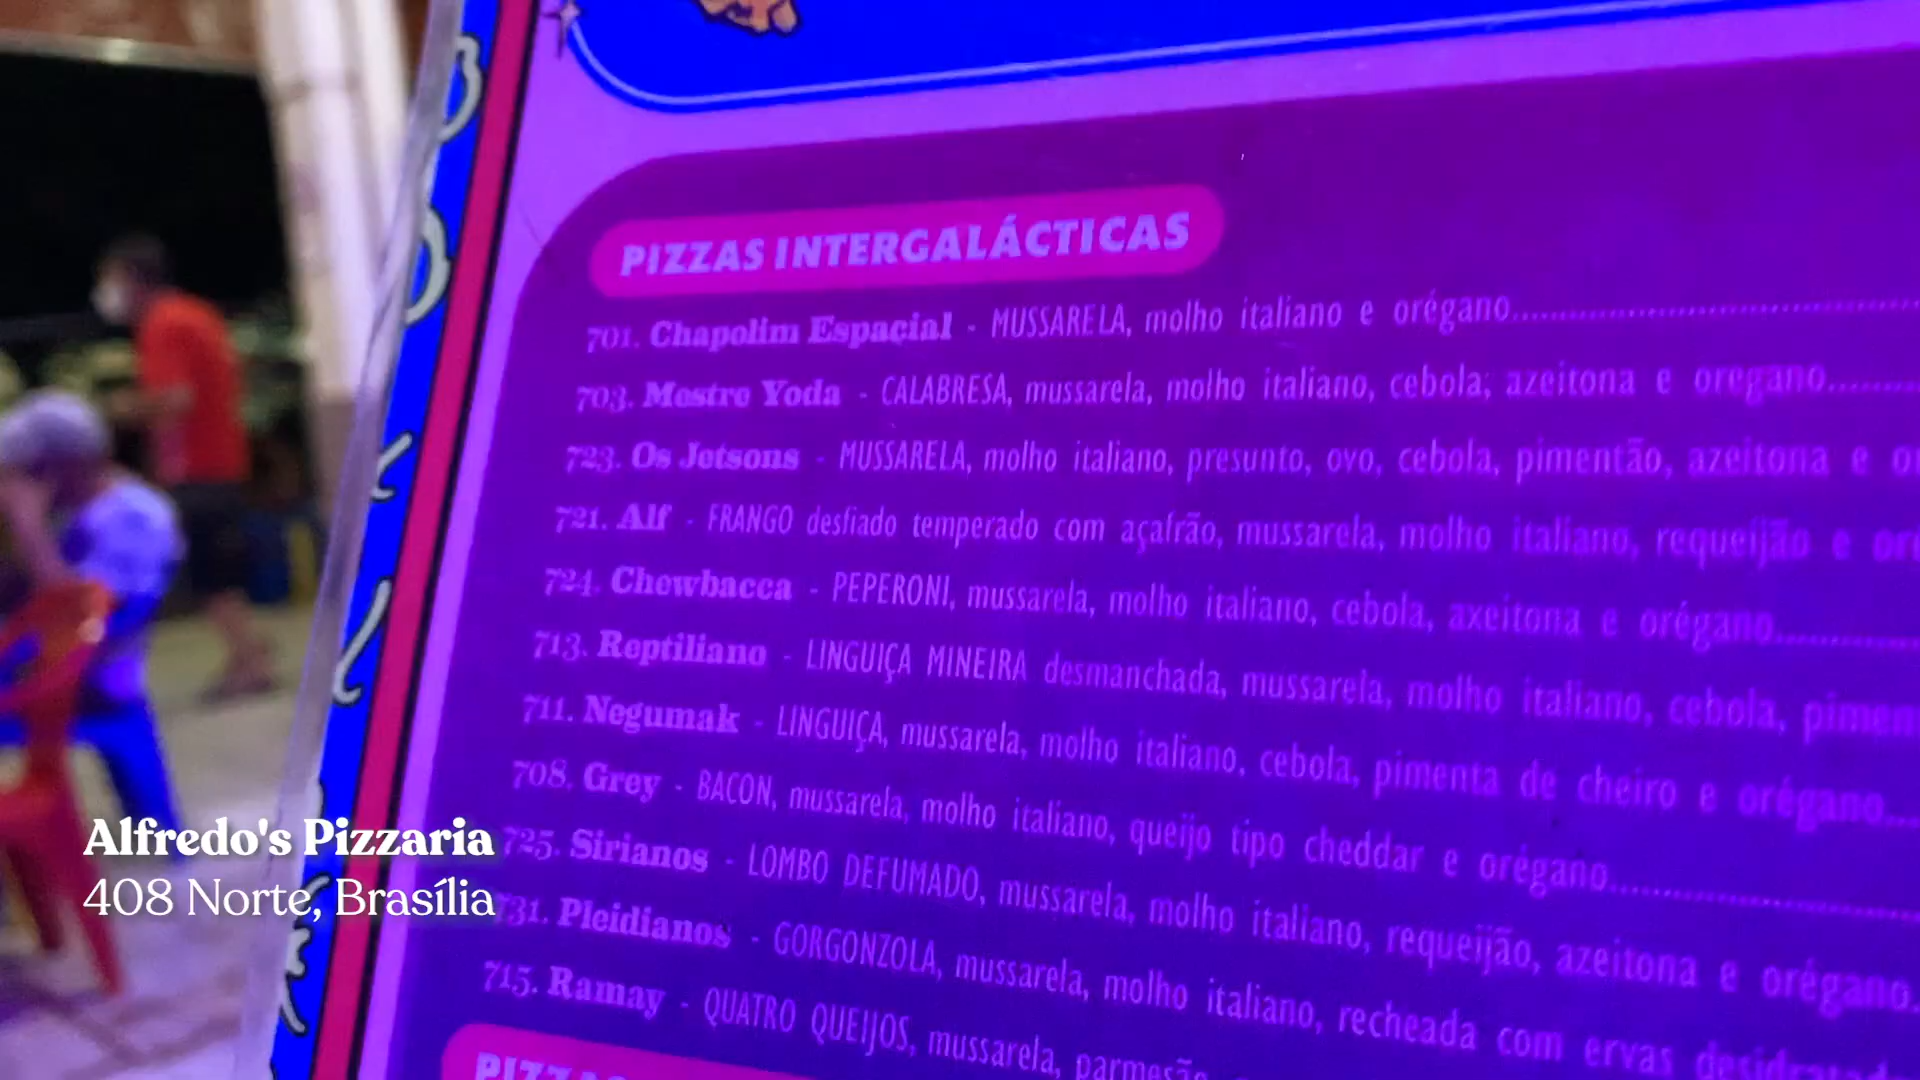 PIZZAS INTERGALÁCTICAS
701. Chapolim Espacial - MUSSARELA, molho italiano e orégano
703. Mestre Yoda - CALABRESA, mussarela, molho italiano, cebola, azeitona e oregano
723. Os Jetsons - MUSSARELA, molho italiano, presunto, ovo, cebola, pimentão, azeitona e
721. Alf - FRANGO desfiado temperado com açafrão, mussarela, molho italiano, requeijão e
724. Chewbacca - PEPERONI, mussarela, molho italiano, cebola, axeitona e orégano
713. Reptiliano - LINGUIÇA MINEIRA desmanchada, mussarela, molho italiano, cebola,
711. Negumak - LINGUIÇA, mussarela, molho italiano, cebola, pimenta de cheiro e orégano
708. Grey - BACON, mussarela, molho italiano, queijo tipo cheddar e orégano
725. Sirianos - LOMBO DEFUMADO, mussarela, molho italiano, requeijão, azeitona e orégano
731. Pleidianos - GORGONZOLA, mussarela, molho italiano, recheada com ervas
715. Ramay - QUATRO QUEIJOS, mussarela, parmesão
Alfredo's Pizzaria
408 Norte, Brasília